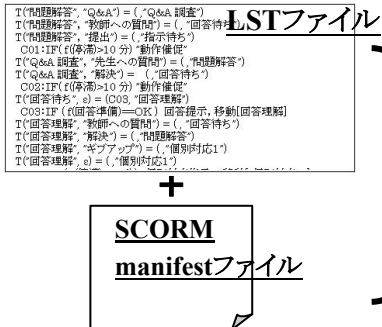 LSTファイル
T("問題解答", "Q&A") = ( , "Q&A 調査")
T("問題解答", "教師への質問") = ( , "回答待ち")
T("問題解答", "提出") = ( , "指示待ち")
C01:IF( f(停滞)>10 分) "動作催促"
T("Q&A 調査", "先生への質問") = ( , "問題解答")
T("Q&A 調査", "解決") = ( , "回答待ち")
C02:IF( f(停滞)>10 分) "動作催促"
T("回答待ち", ε) = (C03, "回答理解")
C03:IF ( f(回答準備)==OK ) 回答提示, 移動[回答理解]
T("回答理解", "教師への質問") = ( , "回答待ち")
T("回答理解", "解決") = ( , "問題解答")
T("回答理解", "ギブアップ") = ( , "個別対応1")
T("回答理解", ε) = ( , "個別対応1")
+
SCORM
manifestファイル